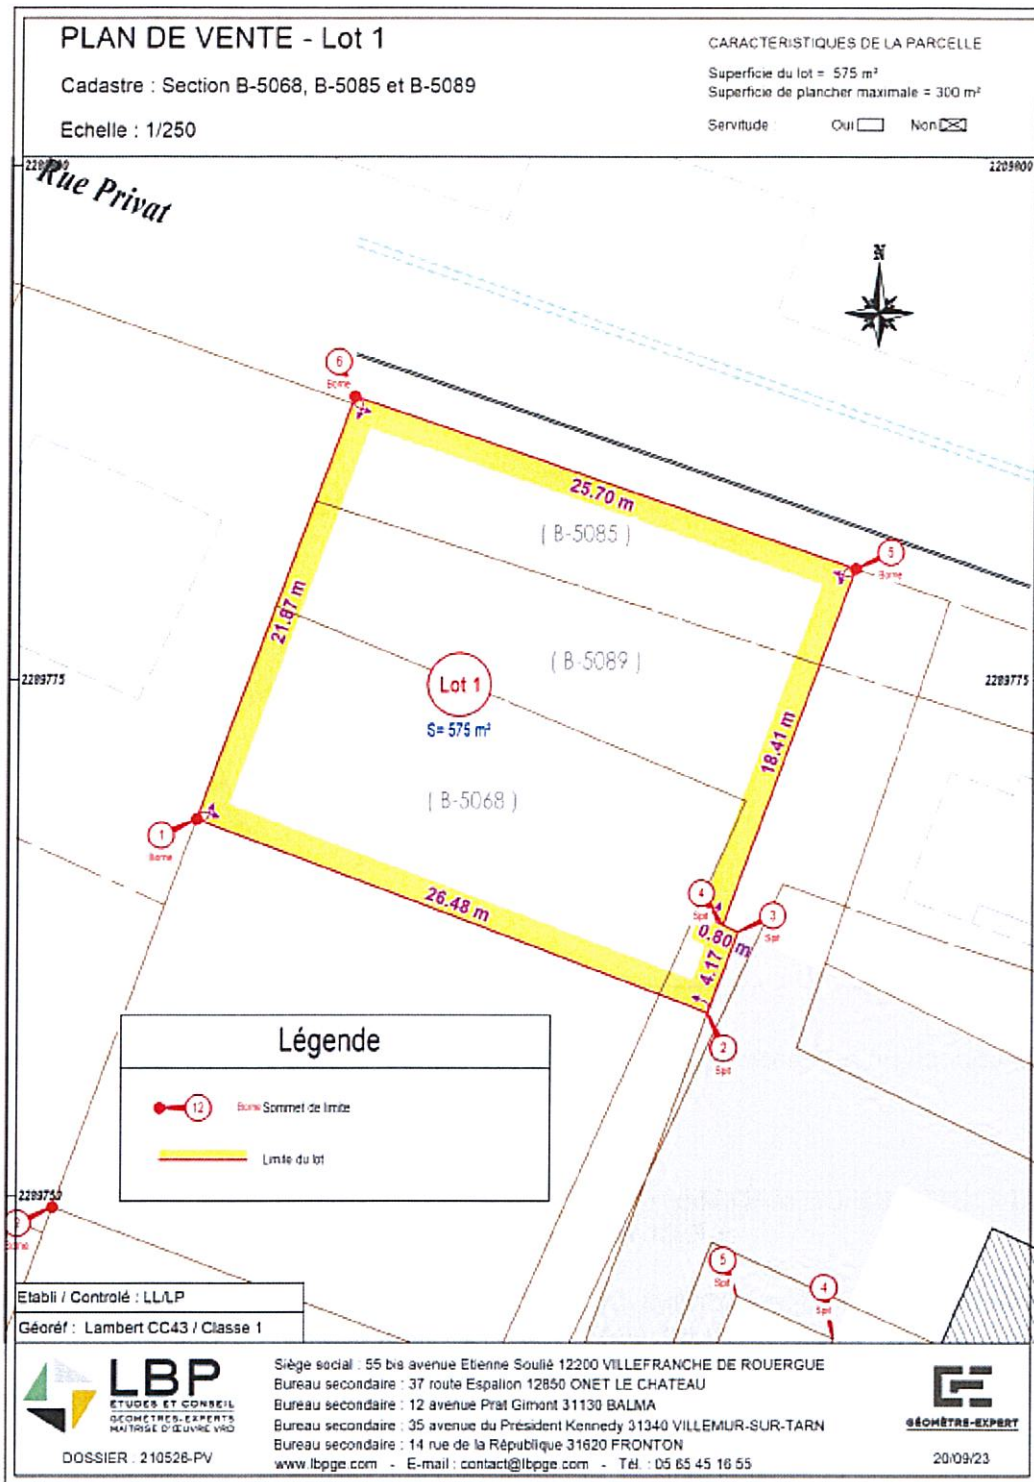 PLAN DE VENTE - Lot 1
Cadastre : Section B-5068, B-5085 et B-5089
Echelle : 1/250
CARACTERISTIQUES DE LA PARCELLE
Superficie du lot = 575 m²
Superficie de plancher maximale = 300 m²
Servitude : Oui Non
2289800
Rue Privat
N
6
Borne
25.70 m
( B-5085 )
5
Borne
21.87 m
( B-5089 )
2289775
Lot 1
2289775
S= 575 m²
18.41 m
( B-5068 )
1
Borne
26.48 m
4
Spit
3
Spit
0.80 m
4.17
2
Spit
Légende
12
Borne Sommet de limite
Limite du lot
2289750
Borne
5
Spit
4
Spit
Etabli / Controlé : LL/LP
Géoréf : Lambert CC43 / Classe 1
LBP
ETUDES ET CONSEIL
GEOMETRES-EXPERTS
MAITRISE D'ŒUVRE VRD
DOSSIER : 210526-PV
Siège social : 55 bis avenue Etienne Soulié 12200 VILLEFRANCHE DE ROUERGUE
Bureau secondaire : 37 route Espalion 12850 ONET LE CHATEAU
Bureau secondaire : 12 avenue Prat Gimont 31130 BALMA
Bureau secondaire : 35 avenue du Président Kennedy 31340 VILLEMUR-SUR-TARN
Bureau secondaire : 14 rue de la République 31620 FRONTON
www.lbpge.com - E-mail : contact@lbpge.com - Tél. : 05 65 45 16 55
GÉOMÈTRE-EXPERT
20/09/23